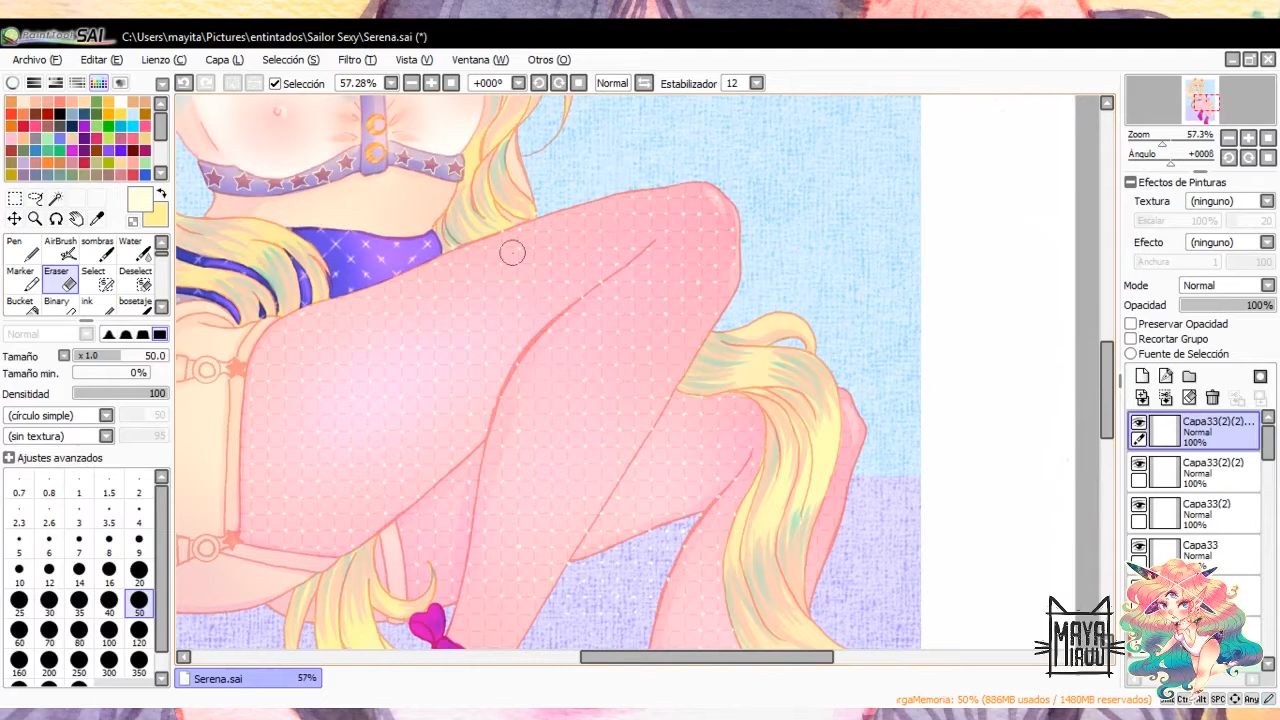 PaintTool SAI C:\Users\mayita\Pictures\entintados\Sailor Sexy\Serena.sai (*)
Archivo (F) Editar (E) Lienzo (C) Capa (L) Selección (S) Filtro (T) Vista (V) Ventana (W) Otros (O)
Selección 57.28% +000º Normal Estabilizador 12
Zoom 57.3%
Ángulo +0008
Efectos de Pinturas
Textura (ninguno)
Escalar 100% 20
Efecto (ninguno)
Anchura 1 100
Modo Normal
Opacidad 100%
Preservar Opacidad
Recortar Grupo
Fuente de Selección
Capa33(2)(2)...
Normal
100%
Capa33(2)(2)
Normal
100%
Capa33(2)
Normal
100%
Capa33
Normal
100%
Pen AirBrush sombras Water
Marker Eraser Select Deselect
Bucket Binary ink bosetaje
Normal
Tamaño x 1.0 50.0
Tamaño min. 0%
Densitidad 100
(círculo simple) 50
(sin textura) 95
Ajustes avanzados
0.7 0.8 1 1.5 2
2.3 2.6 3 3.5 4
5 6 7 8 9
10 12 14 16 20
25 30 35 40 50
60 70 80 100 120
160 200 250 300 350
Serena.sai 57%
MAYA
MIAUU
rgaMemoria: 50% (886MB usados / 1480MB reservados)
Ctr Alt SPC Any